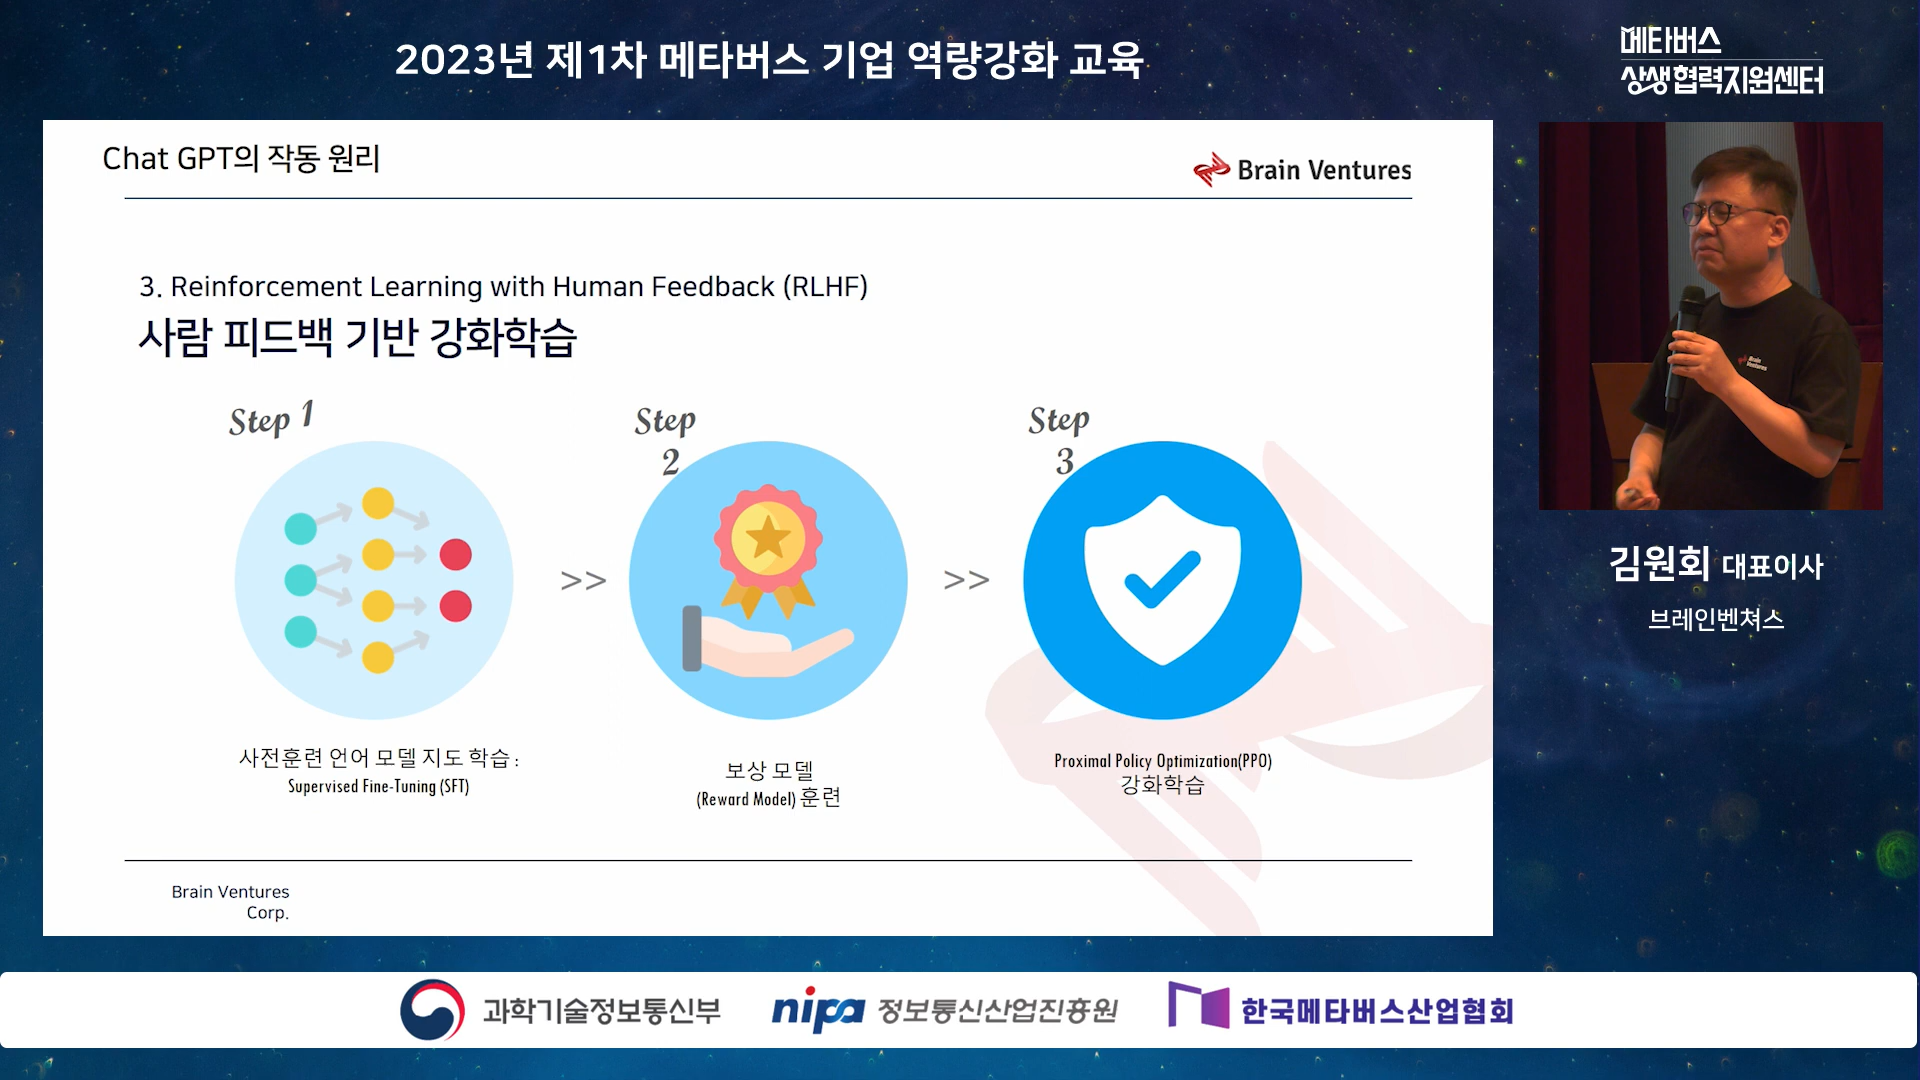 2023년 제1차 메타버스 기업 역량강화 교육
메타버스
상생협력지원센터
Chat GPT의 작동 원리
Brain Ventures
3. Reinforcement Learning with Human Feedback (RLHF)
사람 피드백 기반 강화학습
Step 1
Step
2
Step
3
>>
>>
사전훈련 언어 모델 지도 학습 :
Supervised Fine-Tuning (SFT)
보상 모델
(Reward Model) 훈련
Proximal Policy Optimization(PPO)
강화학습
Brain Ventures
Corp.
Brain
Ventures
김원회 대표이사
브레인벤쳐스
과학기술정보통신부
nipa 정보통신산업진흥원
한국메타버스산업협회